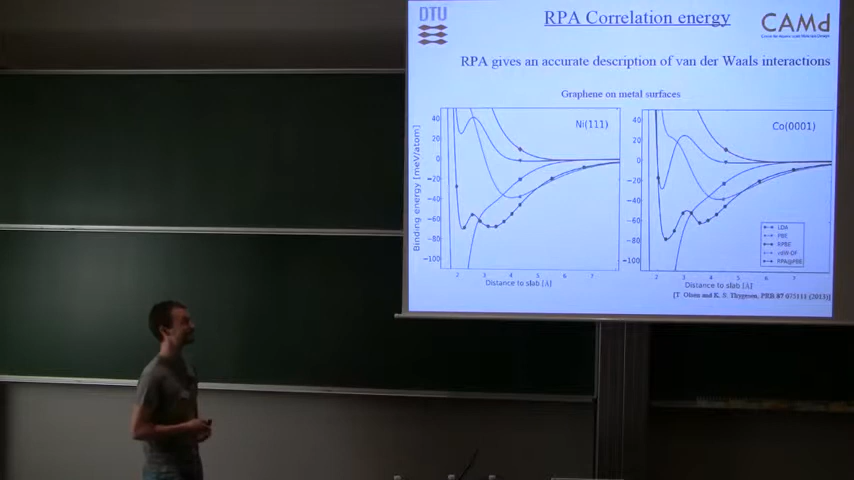 DTU
RPA Correlation energy
CAMd
RPA gives an accurate description of van der Waals interactions
Graphene on metal surfaces
Binding energy [meV/atom]
40
20
0
−20
−40
−60
−80
−100
Ni(111)
2 3 4 5 6 7
Distance to slab [Å]
40
20
0
−20
−40
−60
−80
−100
Co(0001)
LDA
PBE
RPBE
vdW-DF
RPA@PBE
2 3 4 5 6 7
Distance to slab [Å]
[T. Olsen and K. S. Thygesen, PRB 87 075111 (2013)]